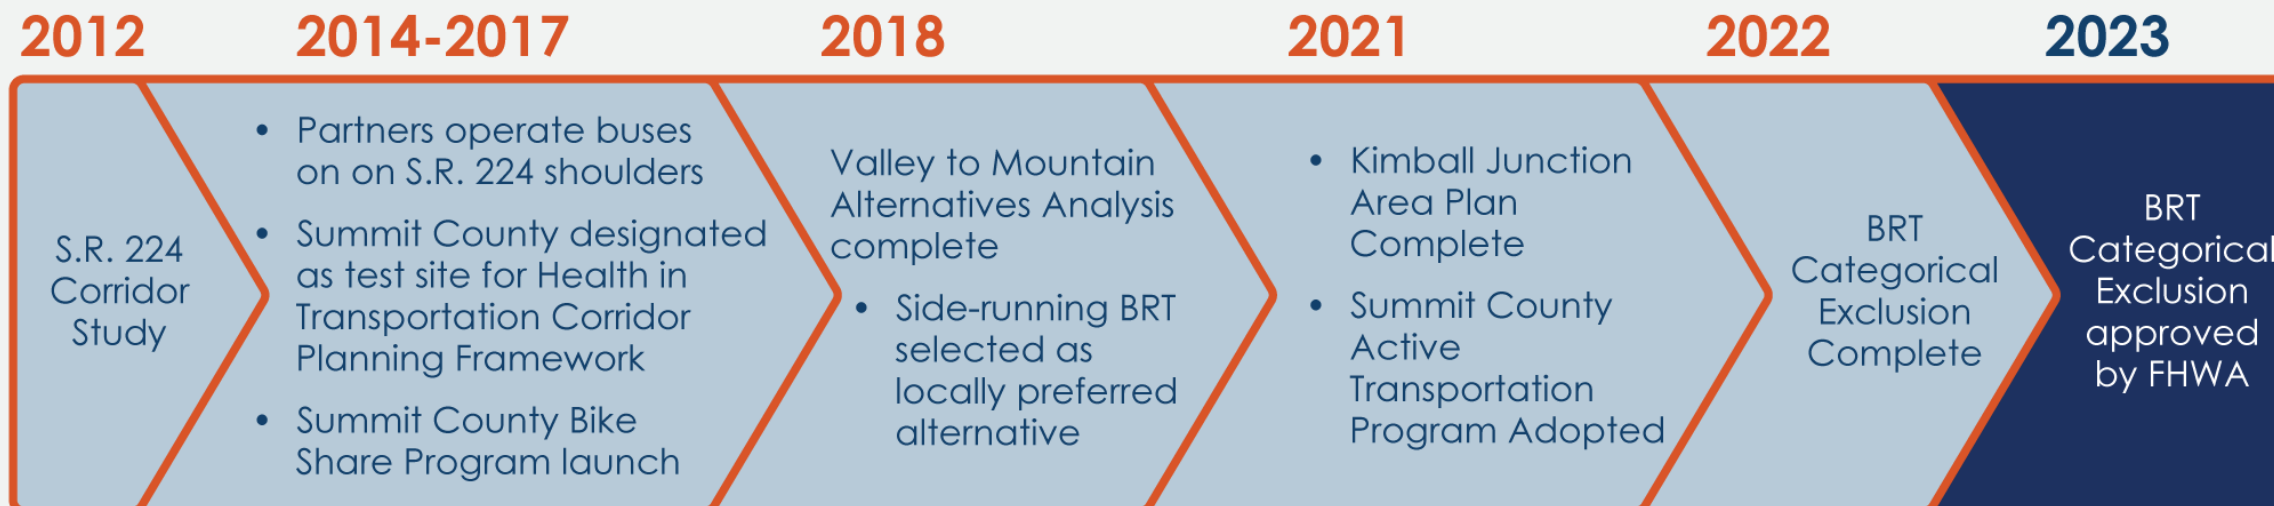 2012
S.R. 224
Corridor
Study
2014-2017
• Partners operate buses
on on S.R. 224 shoulders
• Summit County designated
as test site for Health in
Transportation Corridor
Planning Framework
• Summit County Bike
Share Program launch
2018
Valley to Mountain
Alternatives Analysis
complete
• Side-running BRT
selected as
locally preferred
alternative
2021
• Kimball Junction
Area Plan
Complete
• Summit County
Active
Transportation
Program Adopted
2022
BRT
Categorical
Exclusion
Complete
2023
BRT
Categorical
Exclusion
approved
by FHWA